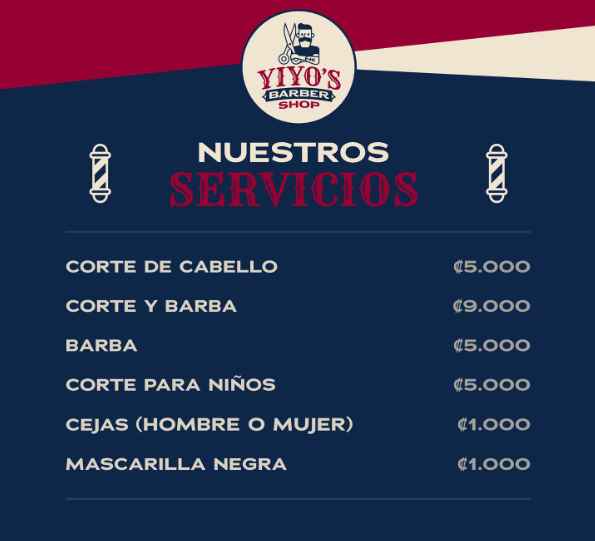 YIYO'S
BARBER
SHOP
NUESTROS
SERVICIOS
CORTE DE CABELLO ₡5.000
CORTE Y BARBA ₡9.000
BARBA ₡5.000
CORTE PARA NIÑOS ₡5.000
CEJAS (HOMBRE O MUJER) ₡1.000
MASCARILLA NEGRA ₡1.000